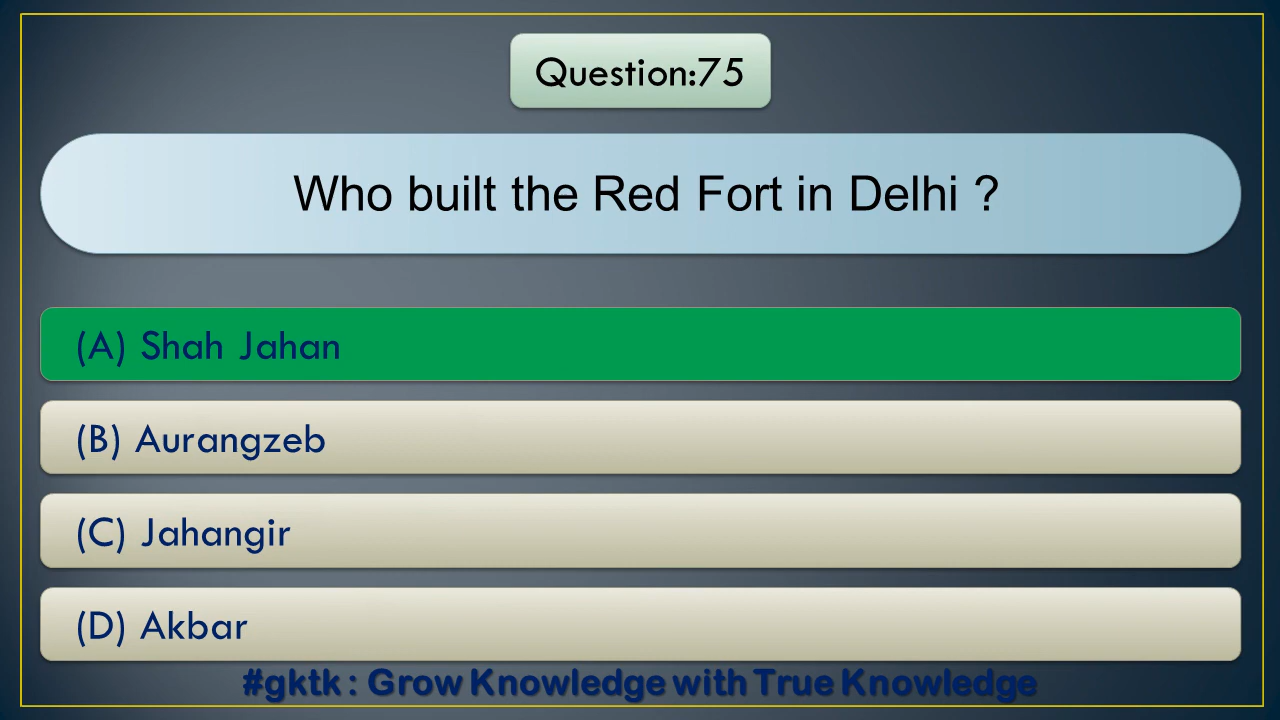 Question:75
Who built the Red Fort in Delhi ?
(A) Shah Jahan
(B) Aurangzeb
(C) Jahangir
(D) Akbar
#gktk : Grow Knowledge with True Knowledge